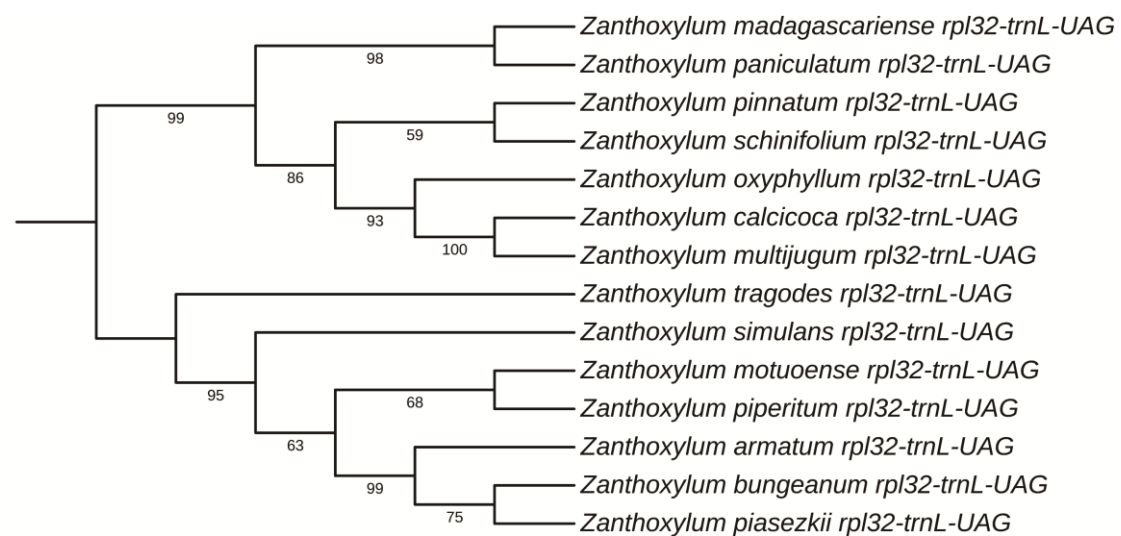 Zanthoxylum madagascariense rpl32-trnL-UAG
98
Zanthoxylum paniculatum rpl32-trnL-UAG
Zanthoxylum pinnatum rpl32-trnL-UAG
99
59
Zanthoxylum schinifolium rpl32-trnL-UAG
86
Zanthoxylum oxyphyllum rpl32-trnL-UAG
93
Zanthoxylum calcicoca rpl32-trnL-UAG
100
Zanthoxylum multijugum rpl32-trnL-UAG
Zanthoxylum tragodes rpl32-trnL-UAG
Zanthoxylum simulans rpl32-trnL-UAG
Zanthoxylum motuoense rpl32-trnL-UAG
95
68
Zanthoxylum piperitum rpl32-trnL-UAG
63
Zanthoxylum armatum rpl32-trnL-UAG
99
Zanthoxylum bungeanum rpl32-trnL-UAG
75
Zanthoxylum piasezkii rpl32-trnL-UAG